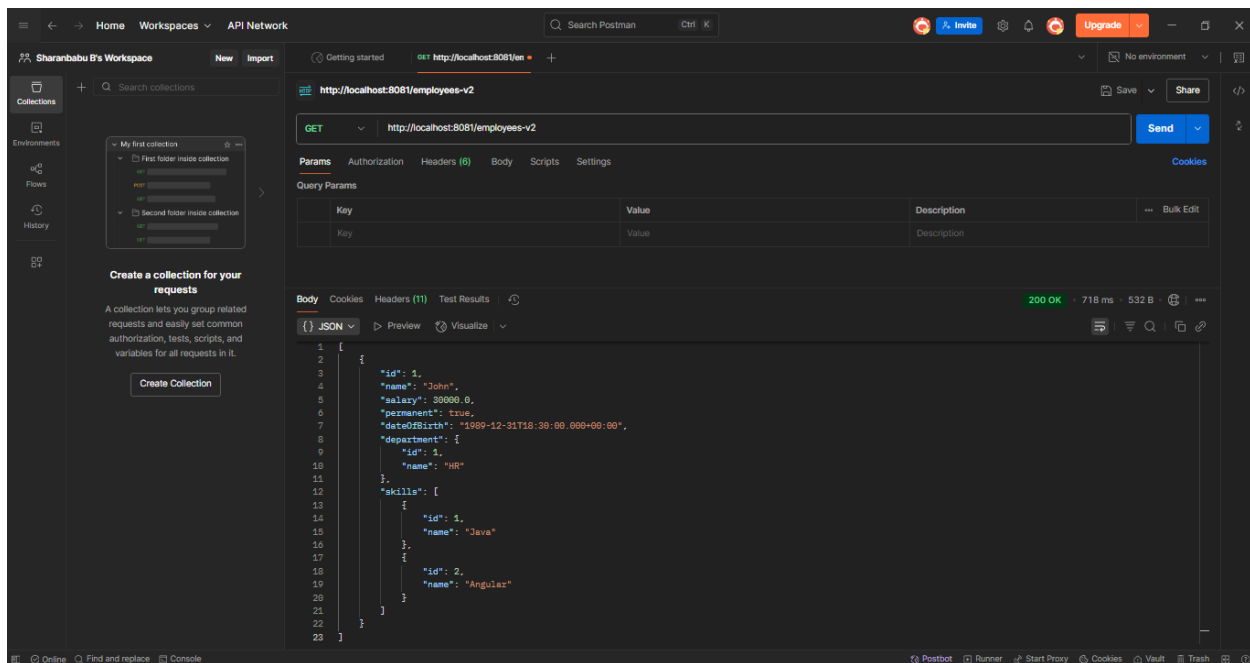 Home Workspaces API Network Search Postman Ctrl K Invite Upgrade
Sharanbabu B's Workspace New Import Getting started GET http://localhost:8081/en No environment
Collections
Search collections
http://localhost:8081/employees-v2 Save Share
Environments
My first collection
First folder inside collection
GET
POST
GET
Second folder inside collection
GET
GET
GET http://localhost:8081/employees-v2 Send
Flows
Params Authorization Headers (6) Body Scripts Settings Cookies
History
Query Params
Key Value Description Bulk Edit
Key Value Description
Create a collection for your
requests
A collection lets you group related
requests and easily set common
authorization, tests, scripts, and
variables for all requests in it.
Create Collection
Body Cookies Headers (11) Test Results 200 OK 718 ms 532 B
{} JSON Preview Visualize
1 [
2 {
3 "id": 1,
4 "name": "John",
5 "salary": 30000.0,
6 "permanent": true,
7 "dateOfBirth": "1989-12-31T18:30:00.000+00:00",
8 "department": {
9 "id": 1,
10 "name": "HR"
11 },
12 "skills": [
13 {
14 "id": 1,
15 "name": "Java"
16 },
17 {
18 "id": 2,
19 "name": "Angular"
20 }
21 ]
22 }
23 ]
Online Find and replace Console Postbot Runner Start Proxy Cookies Vault Trash